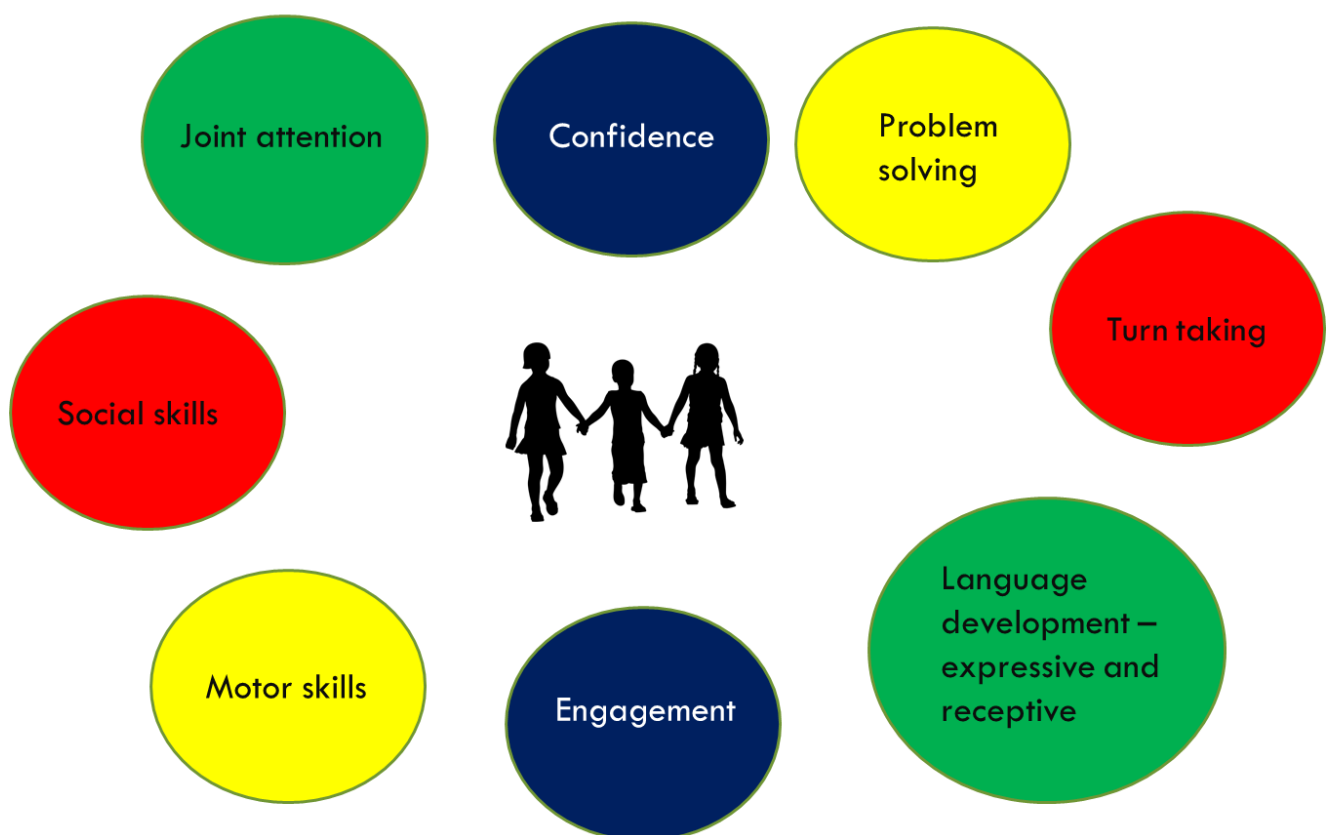 Joint attention
Confidence
Problem
solving
Turn taking
Social skills
Language
development –
expressive and
receptive
Motor skills
Engagement